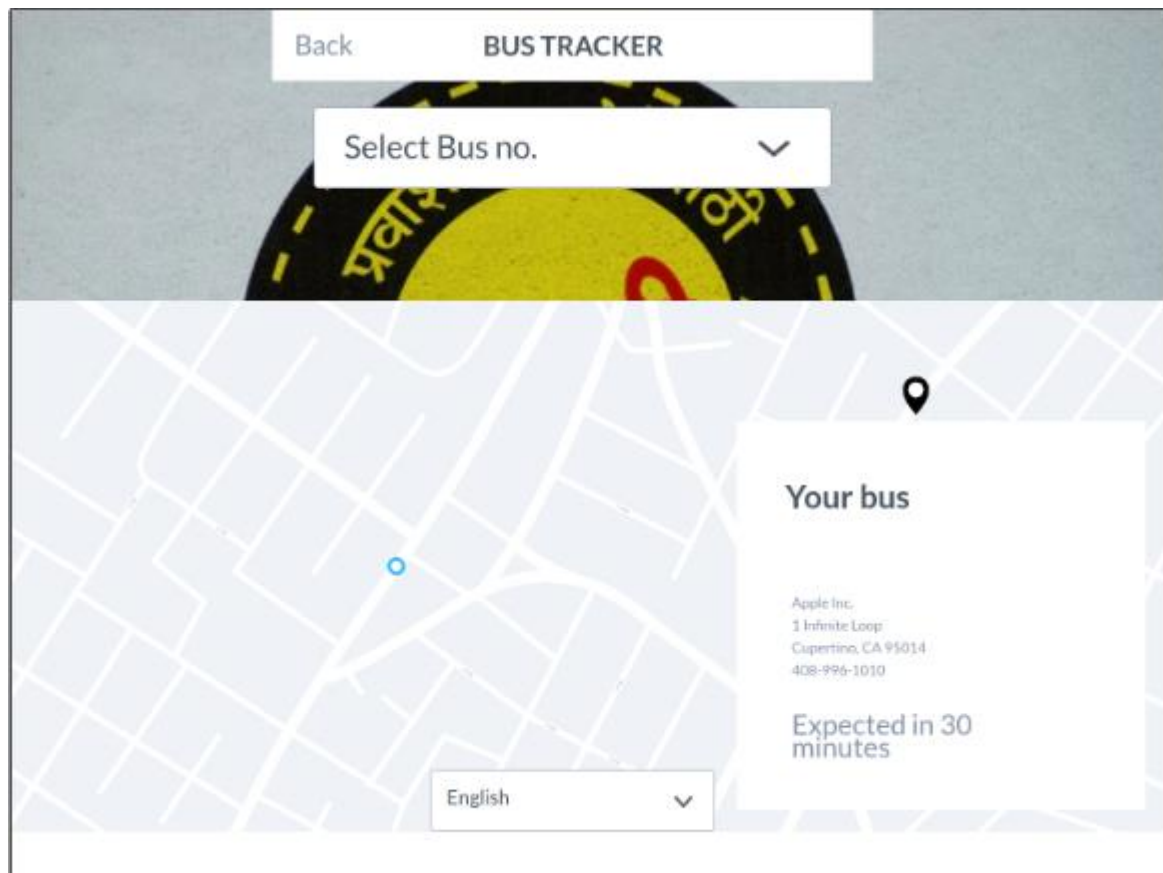 Back
BUS TRACKER
Select Bus no.
English
Your bus
Apple Inc.
1 Infinite Loop
Cupertino, CA 95014
408-996-1010
Expected in 30
minutes